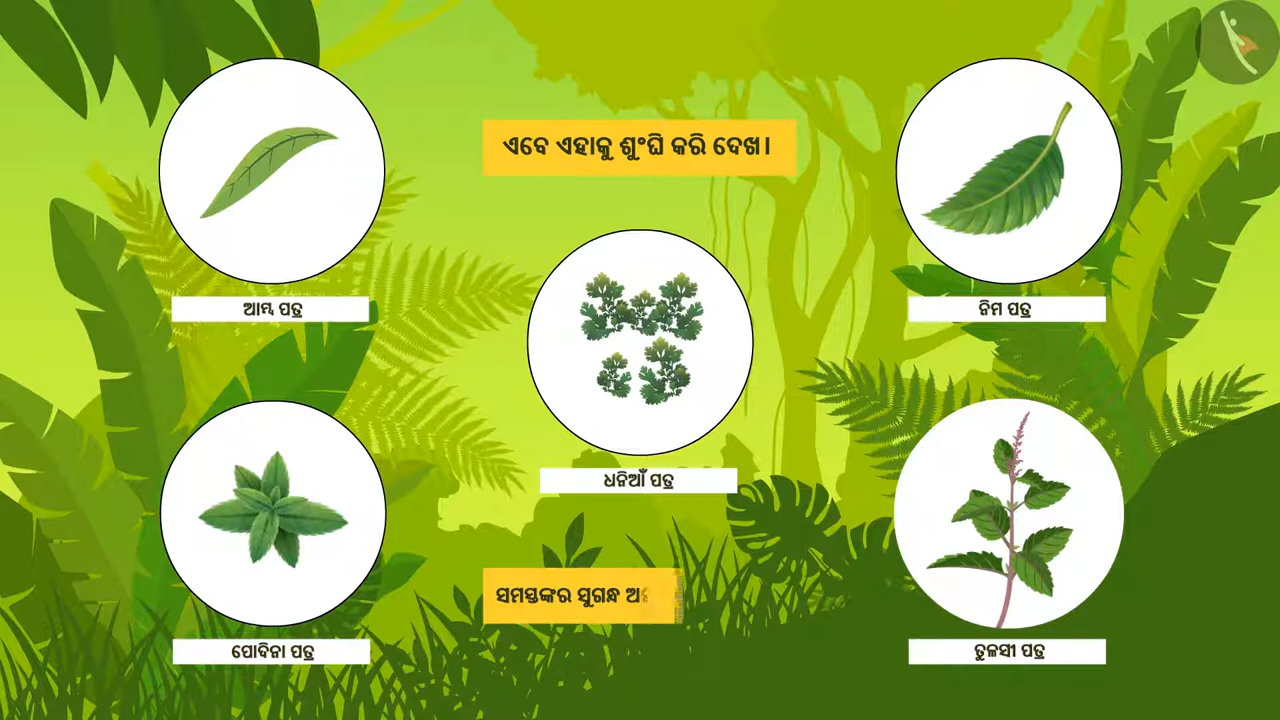 ଏବେ ଏହାକୁ ଶୁଂଘି କରି ଦେଖ।
ଆମ୍ଭ ପତ୍ର
ନିମ ପତ୍ର
ଧନିଆଁ ପତ୍ର
ପୋଦିନା ପତ୍ର
ତୁଳସୀ ପତ୍ର
ସମସ୍ତଙ୍କର ସୁଗନ୍ଧ